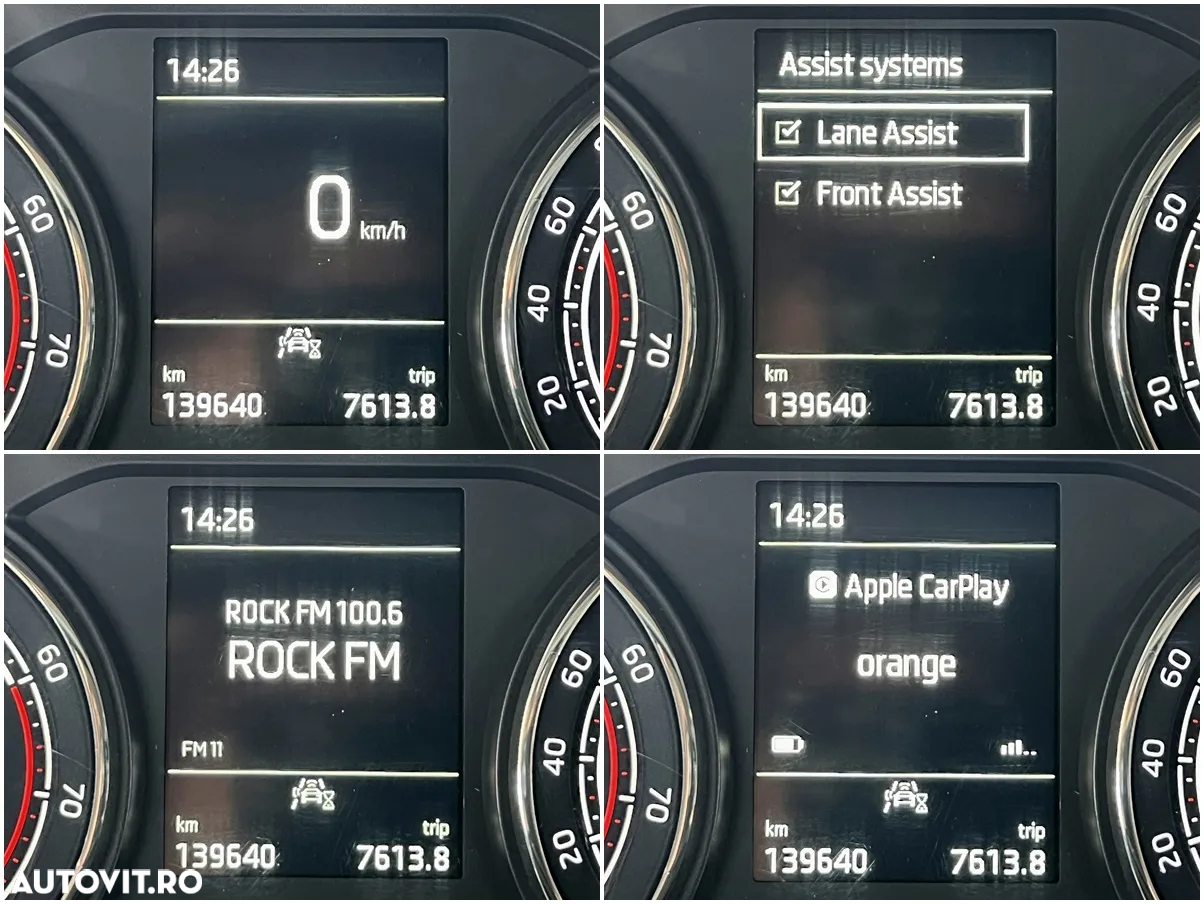 14:26
0 km/h
km trip
139640 7613.8
60
70
60
40
20
Assist systems
Lane Assist
Front Assist
km trip
139640 7613.8
60
70
60
40
20
14:26
ROCK FM 100.6
ROCK FM
FM 11
km trip
139640 7613.8
60
70
60
40
20
14:26
Apple CarPlay
orange
km trip
139640 7613.8
60
70
60
40
20
AUTOVIT.RO